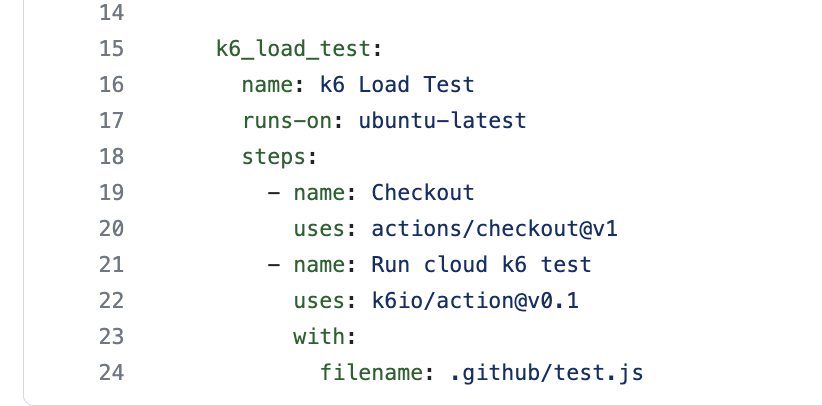 14
15 k6_load_test:
16 name: k6 Load Test
17 runs-on: ubuntu-latest
18 steps:
19 - name: Checkout
20 uses: actions/checkout@v1
21 - name: Run cloud k6 test
22 uses: k6io/action@v0.1
23 with:
24 filename: .github/test.js